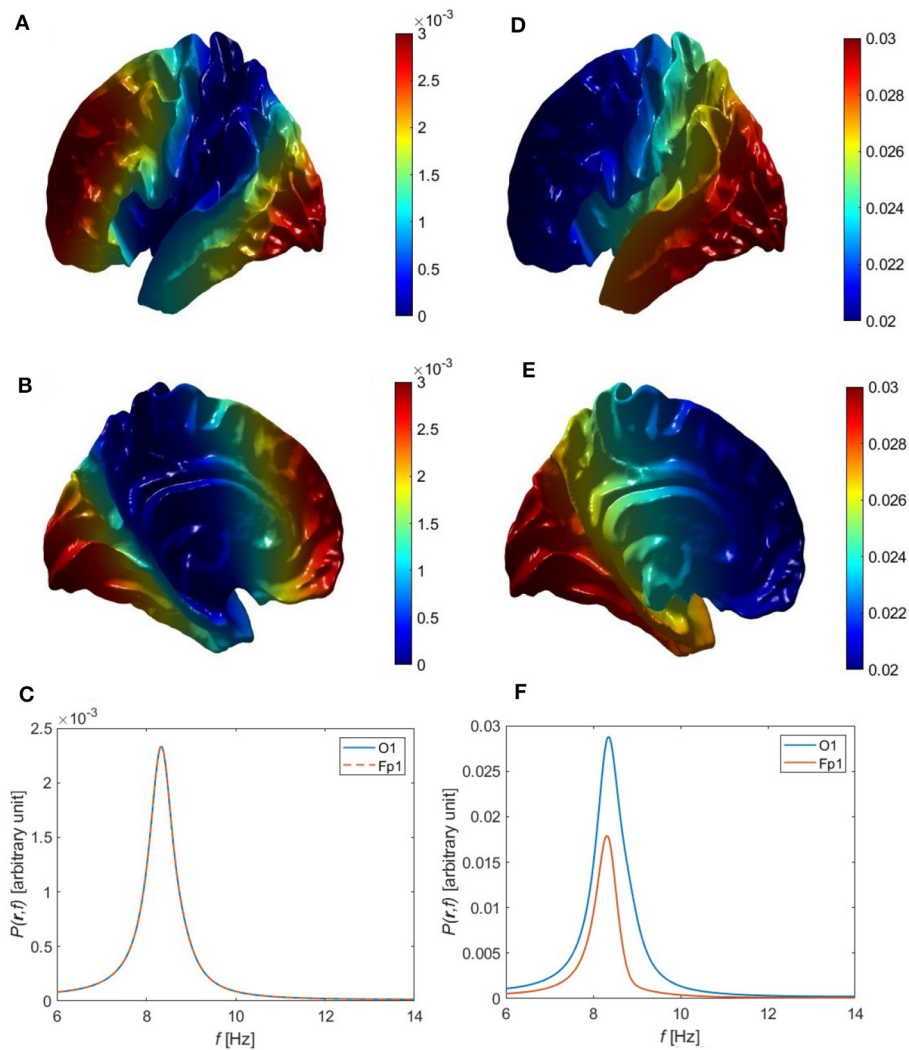 A
×10⁻³
3
2.5
2
1.5
1
0.5
0
D
0.03
0.028
0.026
0.024
0.022
0.02
B
×10⁻³
3
2.5
2
1.5
1
0.5
0
E
0.03
0.028
0.026
0.024
0.022
0.02
C
×10⁻³
2.5
2
1.5
1
0.5
0
P(r,f) [arbitrary unit]
O1
Fp1
6 8 10 12 14
f [Hz]
F
0.03
0.025
0.02
0.015
0.01
0.005
0
P(r,f) [arbitrary unit]
O1
Fp1
6 8 10 12 14
f [Hz]